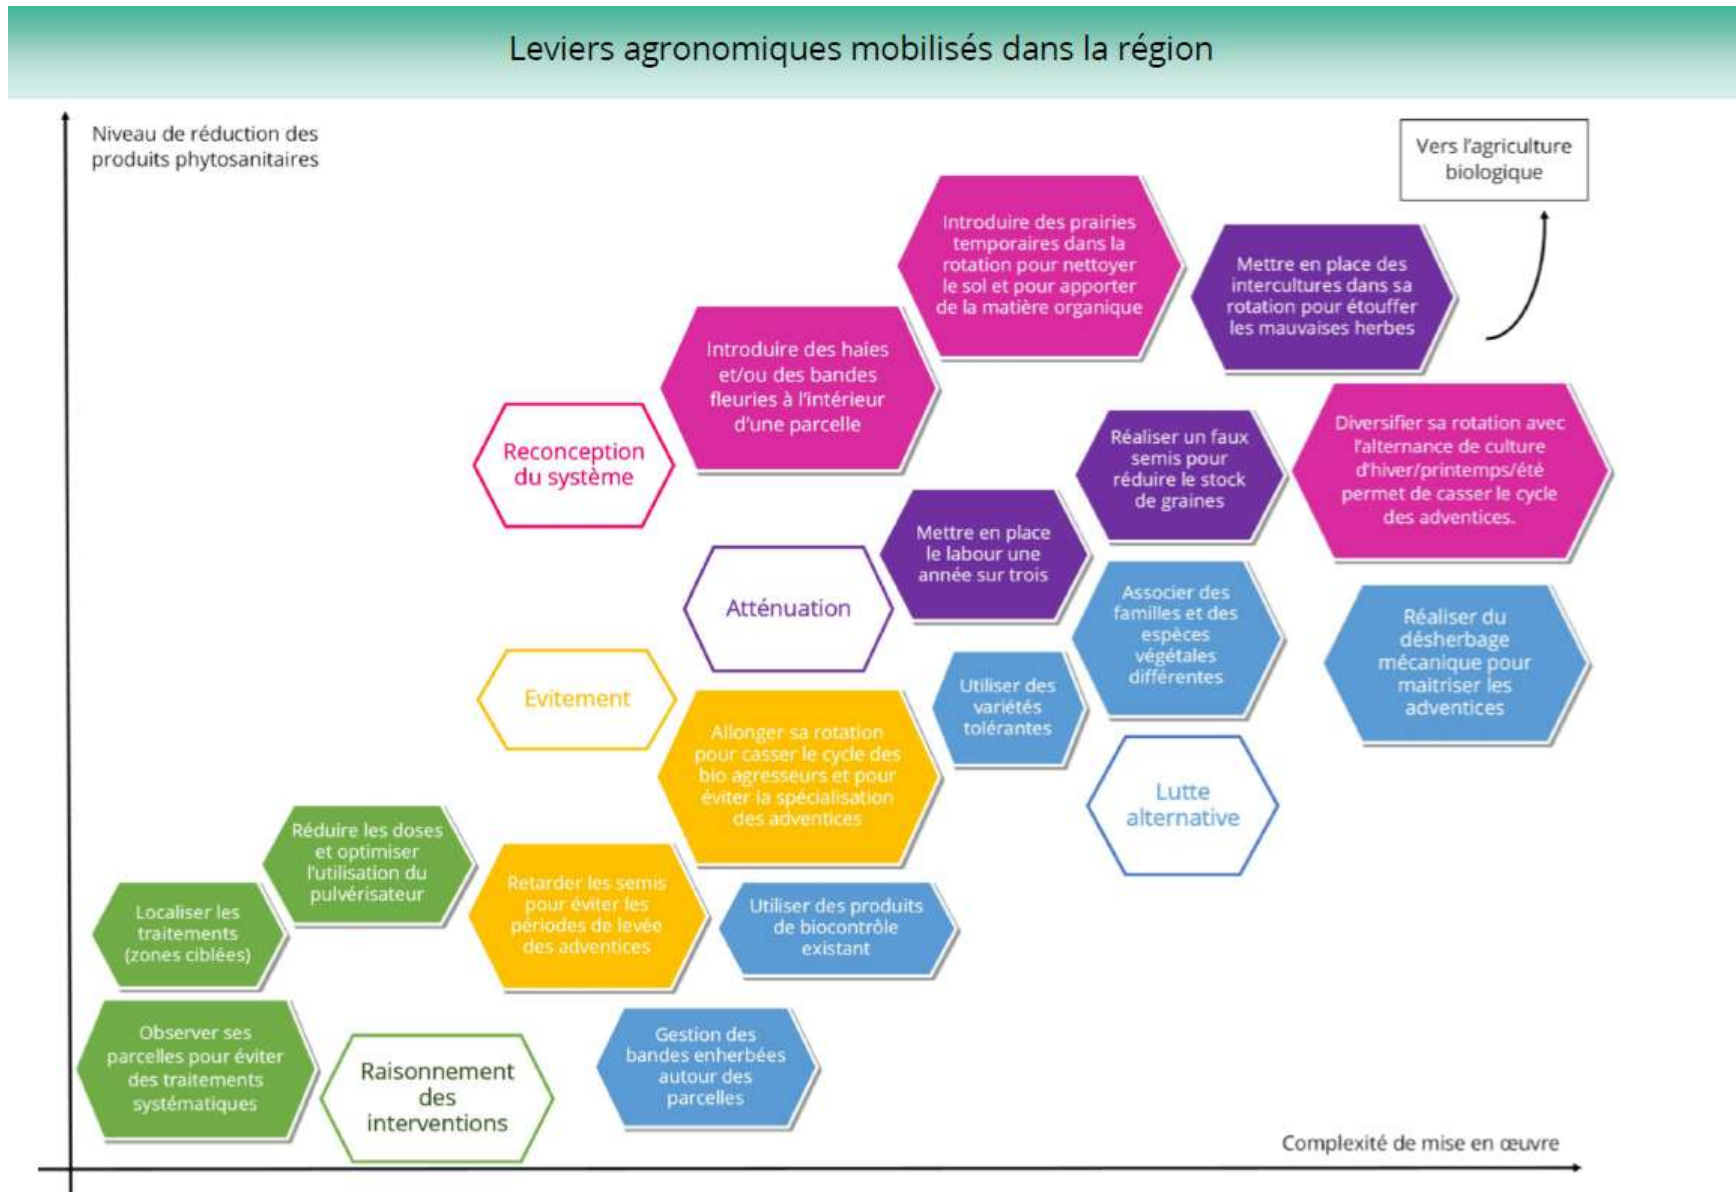 Leviers agronomiques mobilisés dans la région
Niveau de réduction des
produits phytosanitaires
Vers l'agriculture
biologique
Introduire des prairies
temporaires dans la
rotation pour nettoyer
le sol et pour apporter
de la matière organique
Mettre en place des
intercultures dans sa
rotation pour étouffer
les mauvaises herbes
Introduire des haies
et/ou des bandes
fleuries à l'intérieur
d'une parcelle
Reconception
du système
Réaliser un faux
semis pour
réduire le stock
de graines
Diversifier sa rotation avec
l'alternance de culture
d'hiver/printemps/été
permet de casser le cycle
des adventices.
Mettre en place
le labour une
année sur trois
Atténuation
Associer des
familles et des
espèces
végétales
différentes
Réaliser du
désherbage
mécanique pour
maitriser les
adventices
Evitement
Utiliser des
variétés
tolérantes
Allonger sa rotation
pour casser le cycle des
bio agresseurs et pour
éviter la spécialisation
des adventices
Lutte
alternative
Réduire les doses
et optimiser
l'utilisation du
pulvérisateur
Retarder les semis
pour éviter les
périodes de levée
des adventices
Utiliser des produits
de biocontrôle
existant
Localiser les
traitements
(zones ciblées)
Observer ses
parcelles pour éviter
des traitements
systématiques
Raisonnement
des
interventions
Gestion des
bandes enherbées
autour des
parcelles
Complexité de mise en œuvre